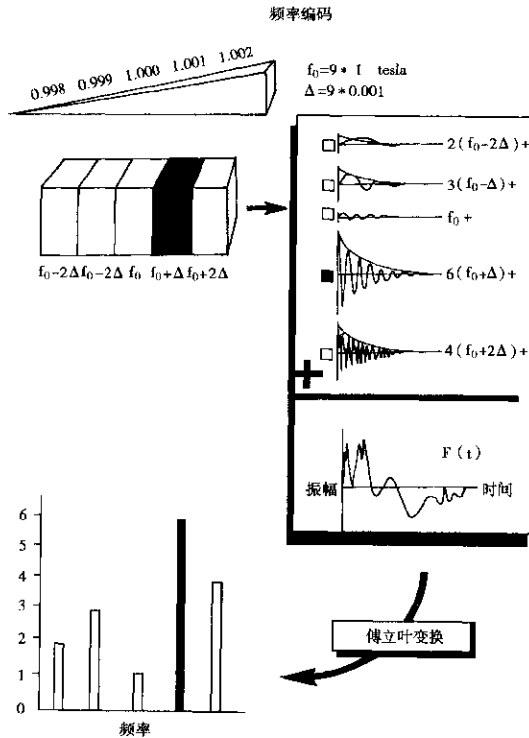 频率编码
0.998 0.999 1.000 1.001 1.002
f₀=9*1 tesla
Δ=9*0.001
2(f₀-2Δ)+
3(f₀-Δ)+
f₀+
6(f₀+Δ)+
4(f₀+2Δ)+
f₀-2Δ f₀-2Δ f₀ f₀+Δ f₀+2Δ
+
F(t)
振幅
时间
6
5
4
3
2
1
0
频率
傅立叶变换